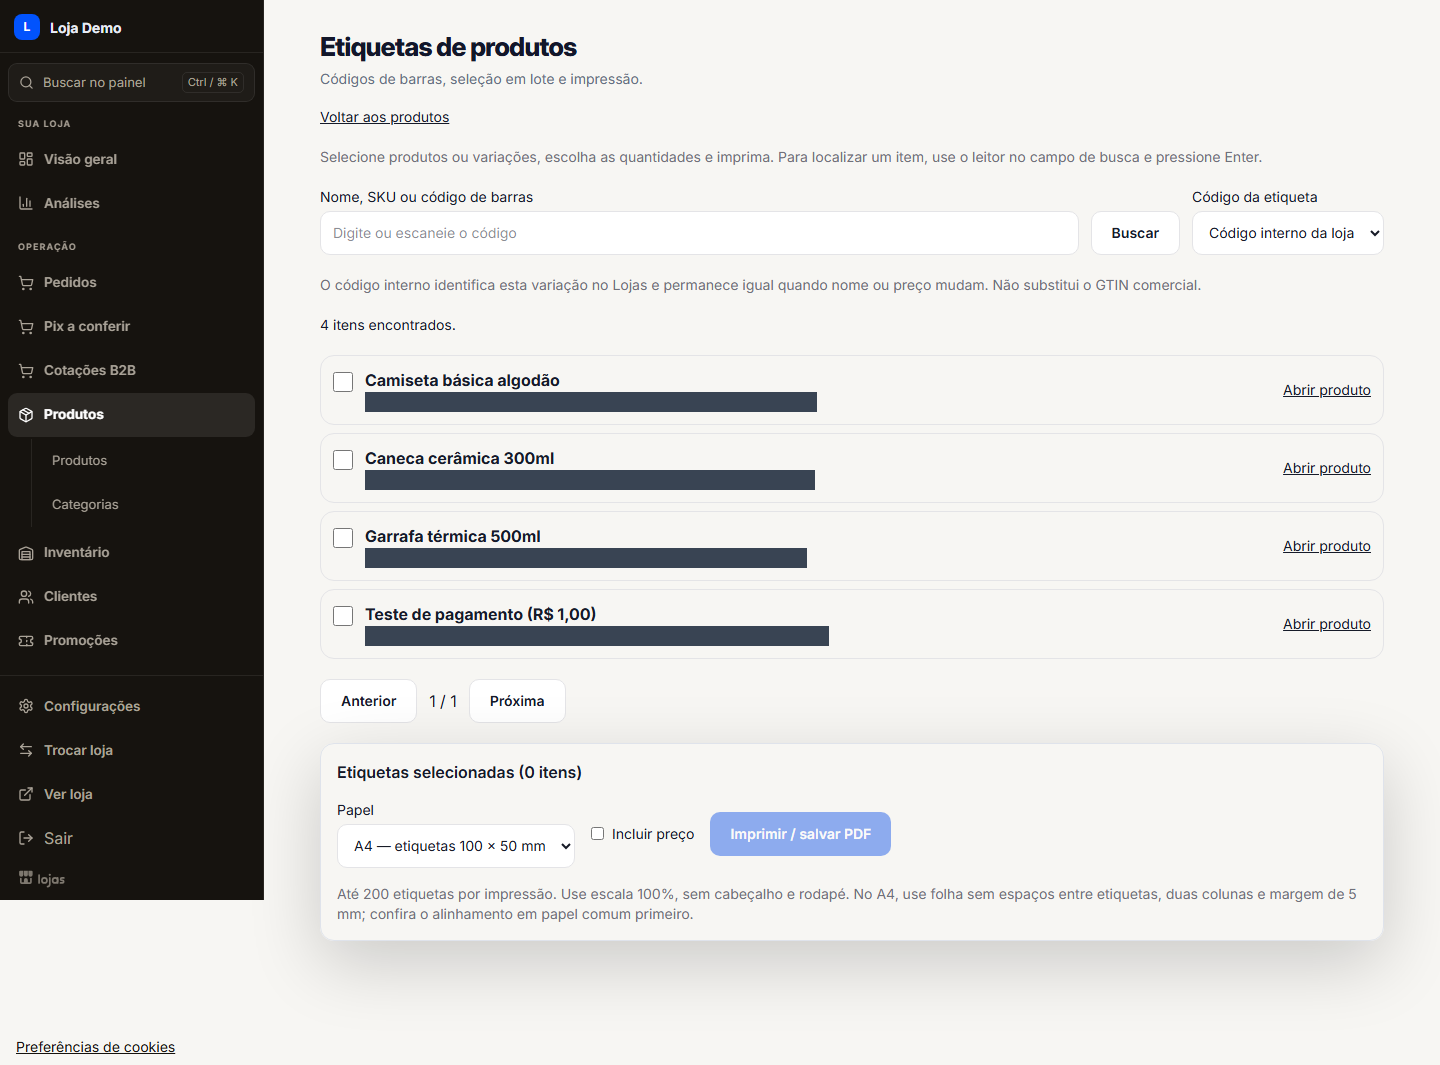 L Loja Demo
Buscar no painel Ctrl / ⌘ K
SUA LOJA
Visão geral
Análises
OPERAÇÃO
Pedidos
Pix a conferir
Cotações B2B
Produtos
Produtos
Categorias
Inventário
Clientes
Promoções
Configurações
Trocar loja
Ver loja
Sair
lojas
Etiquetas de produtos
Códigos de barras, seleção em lote e impressão.
Voltar aos produtos
Selecione produtos ou variações, escolha as quantidades e imprima. Para localizar um item, use o leitor no campo de busca e pressione Enter.
Nome, SKU ou código de barras
Digite ou escaneie o código
Buscar
Código da etiqueta
Código interno da loja
O código interno identifica esta variação no Lojas e permanece igual quando nome ou preço mudam. Não substitui o GTIN comercial.
4 itens encontrados.
Camiseta básica algodão
Abrir produto
Caneca cerâmica 300ml
Abrir produto
Garrafa térmica 500ml
Abrir produto
Teste de pagamento (R$ 1,00)
Abrir produto
Anterior 1 / 1 Próxima
Etiquetas selecionadas (0 itens)
Papel
A4 — etiquetas 100 × 50 mm
Incluir preço
Imprimir / salvar PDF
Até 200 etiquetas por impressão. Use escala 100%, sem cabeçalho e rodapé. No A4, use folha sem espaços entre etiquetas, duas colunas e margem de 5
mm; confira o alinhamento em papel comum primeiro.
Preferências de cookies